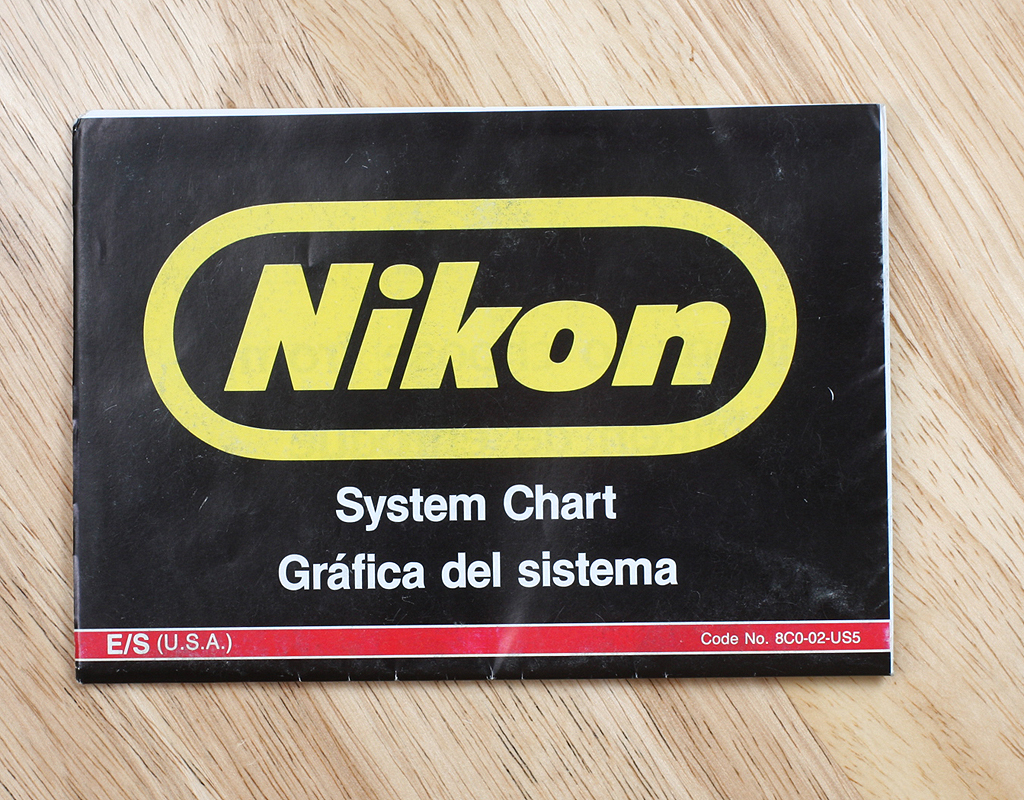 Nikon
System Chart
Gráfica del sistema
E/S (U.S.A.) Code No. 8C0-02-US5